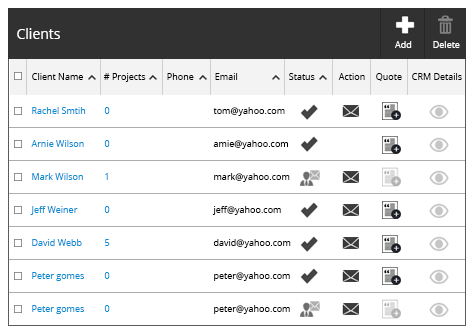 Clients
Add
Delete
Client Name # Projects Phone Email Status Action Quote CRM Details
Rachel Smtih 0 tom@yahoo.com
Arnie Wilson 0 amie@yahoo.com
Mark Wilson 1 mark@yahoo.com
Jeff Weiner 0 jeff@yahoo.com
David Webb 5 david@yahoo.com
Peter gomes 0 peter@yahoo.com
Peter gomes 0 peter@yahoo.com